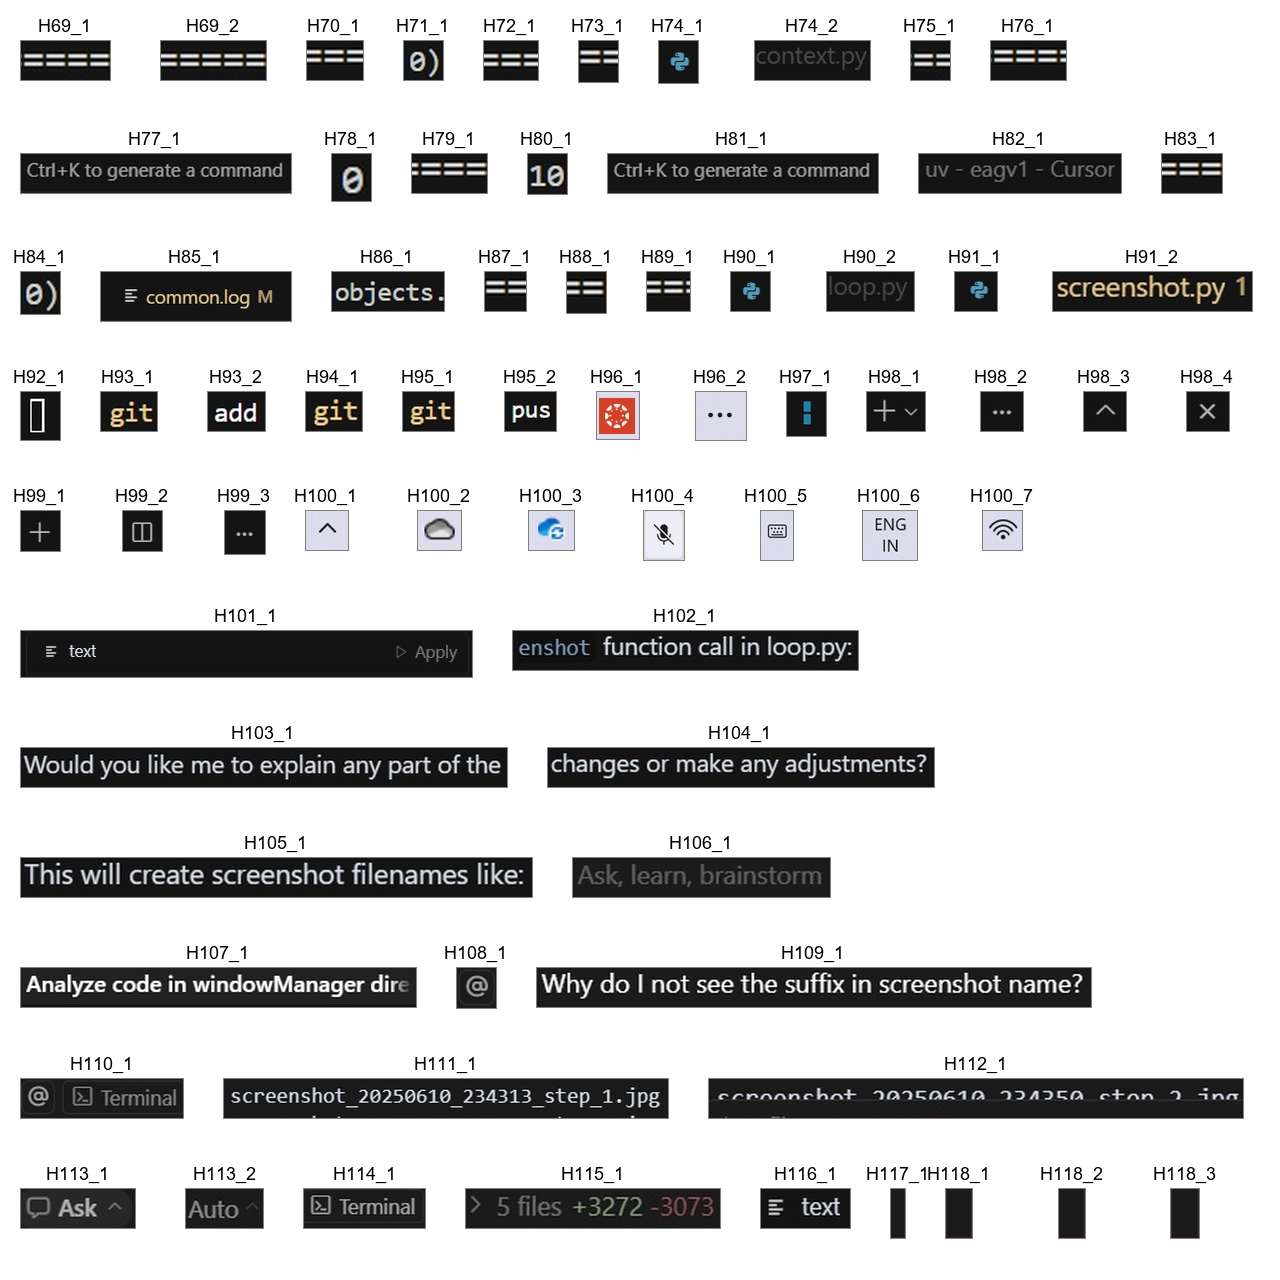 H69_1 H69_2 H70_1 H71_1 H72_1 H73_1 H74_1 H74_2 H75_1 H76_1
==== ===== === 0) === == context.py == ====
H77_1 H78_1 H79_1 H80_1 H81_1 H82_1 H83_1
Ctrl+K to generate a command 0 ==== 10 Ctrl+K to generate a command uv - eagv1 - Cursor ===
H84_1 H85_1 H86_1 H87_1 H88_1 H89_1 H90_1 H90_2 H91_1 H91_2
0) common.log M objects. == == ==: loop.py screenshot.py 1
H92_1 H93_1 H93_2 H94_1 H95_1 H95_2 H96_1 H96_2 H97_1 H98_1 H98_2 H98_3 H98_4
git add git git pus ...
H99_1 H99_2 H99_3 H100_1 H100_2 H100_3 H100_4 H100_5 H100_6 H100_7
ENG
IN
H101_1 H102_1
text Apply enshot function call in loop.py:
H103_1 H104_1
Would you like me to explain any part of the changes or make any adjustments?
H105_1 H106_1
This will create screenshot filenames like: Ask, learn, brainstorm
H107_1 H108_1 H109_1
Analyze code in windowManager dire @ Why do I not see the suffix in screenshot name?
H110_1 H111_1 H112_1
@ Terminal screenshot_20250610_234313_step_1.jpg screenshot_20250610_234350_step_2.jpg
H113_1 H113_2 H114_1 H115_1 H116_1 H117_1 H118_1 H118_2 H118_3
Ask Auto Terminal 5 files +3272 -3073 text